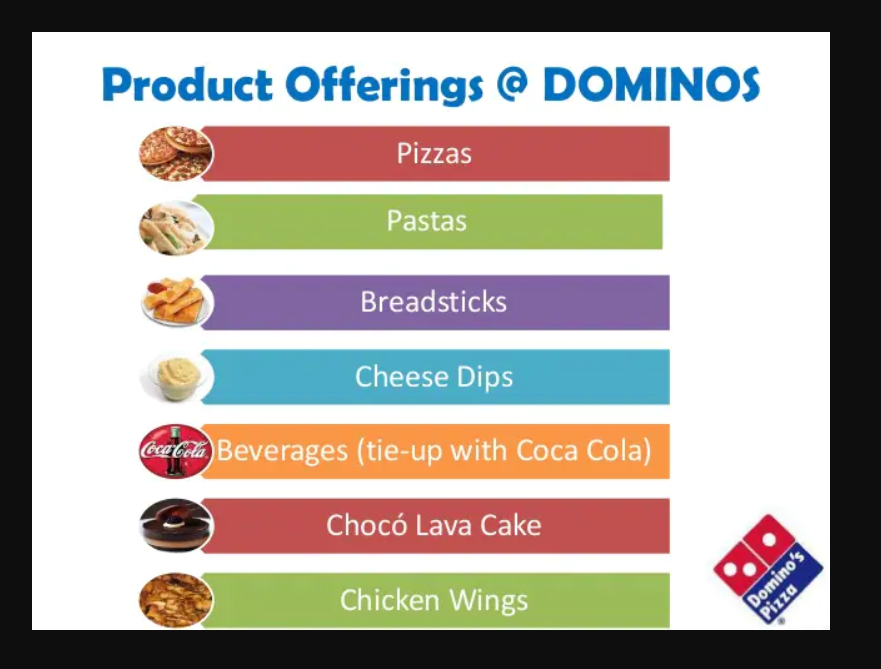 Product Offerings @ DOMINOS
Pizzas
Pastas
Breadsticks
Cheese Dips
Coca-Cola
Beverages (tie-up with Coca Cola)
Chocó Lava Cake
Chicken Wings
Domino's
Pizza
®